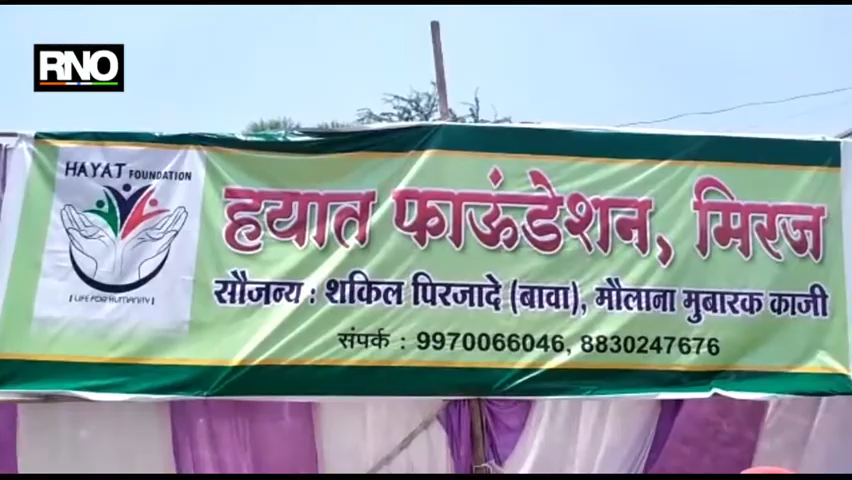 RNO
HAYAT FOUNDATION
| LIFE FOR HUMANITY |
हयात फाऊंडेशन, मिरज
सौजन्य : शकिल पिरजादे (बावा), मौलाना मुबारक काजी
संपर्क : 9970066046, 8830247676